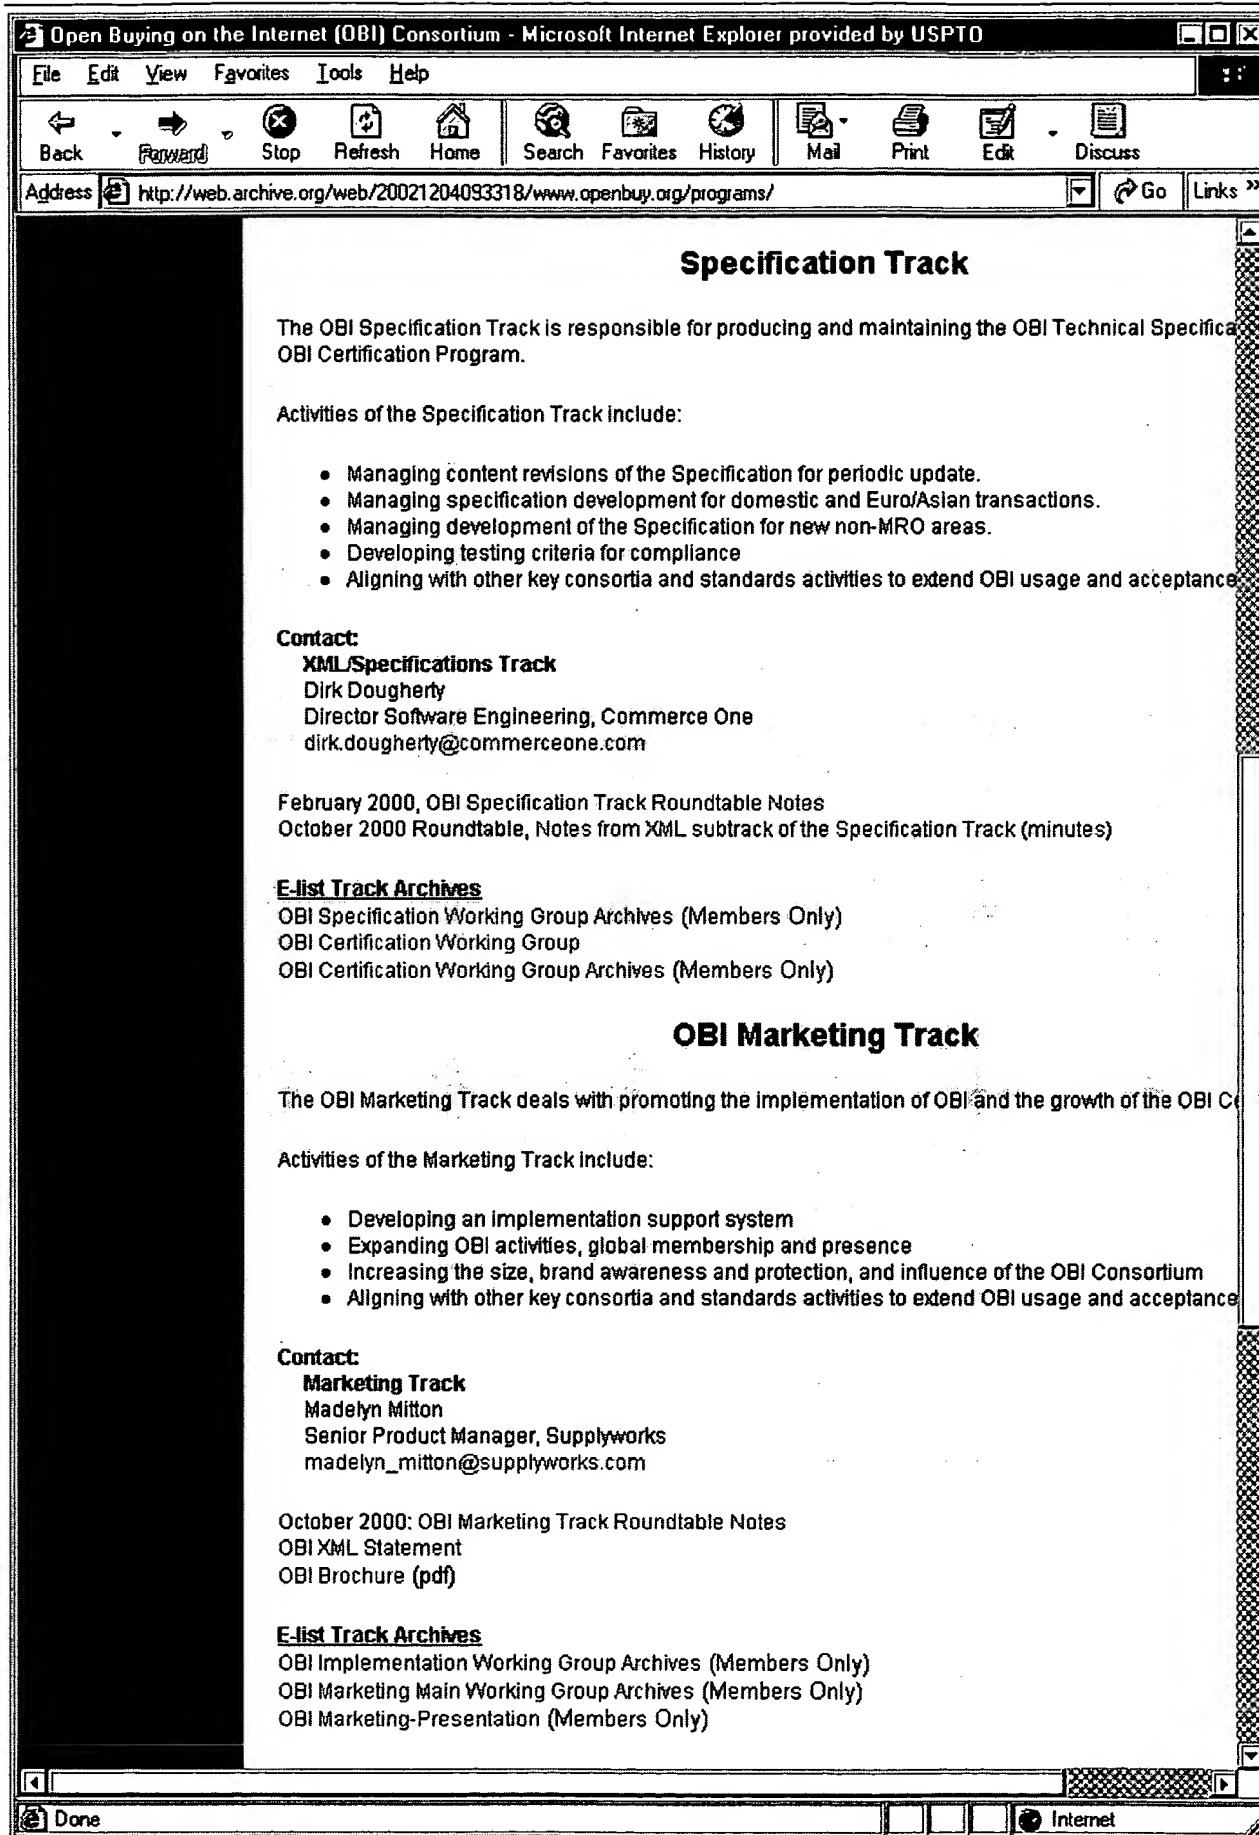 Open Buying on the Internet (OBI) Consortium - Microsoft Internet Explorer provided by USPTO
File Edit View Favorites Tools Help
Back Forward Stop Refresh Home Search Favorites History Mail Print Edit Discuss
Address http://web.archive.org/web/20021204093318/www.openbuy.org/programs/ Go Links »
Specification Track
The OBI Specification Track is responsible for producing and maintaining the OBI Technical Specifica
OBI Certification Program.
Activities of the Specification Track include:
• Managing content revisions of the Specification for periodic update.
• Managing specification development for domestic and Euro/Asian transactions.
• Managing development of the Specification for new non-MRO areas.
• Developing testing criteria for compliance
• Aligning with other key consortia and standards activities to extend OBI usage and acceptance
Contact:
XML/Specifications Track
Dirk Dougherty
Director Software Engineering, Commerce One
dirk.dougherty@commerceone.com
February 2000, OBI Specification Track Roundtable Notes
October 2000 Roundtable, Notes from XML subtrack of the Specification Track (minutes)
E-list Track Archives
OBI Specification Working Group Archives (Members Only)
OBI Certification Working Group
OBI Certification Working Group Archives (Members Only)
OBI Marketing Track
The OBI Marketing Track deals with promoting the implementation of OBI and the growth of the OBI C
Activities of the Marketing Track include:
• Developing an implementation support system
• Expanding OBI activities, global membership and presence
• Increasing the size, brand awareness and protection, and influence of the OBI Consortium
• Aligning with other key consortia and standards activities to extend OBI usage and acceptance
Contact:
Marketing Track
Madelyn Mitton
Senior Product Manager, Supplyworks
madelyn_mitton@supplyworks.com
October 2000: OBI Marketing Track Roundtable Notes
OBI XML Statement
OBI Brochure (pdf)
E-list Track Archives
OBI Implementation Working Group Archives (Members Only)
OBI Marketing Main Working Group Archives (Members Only)
OBI Marketing-Presentation (Members Only)
Done Internet